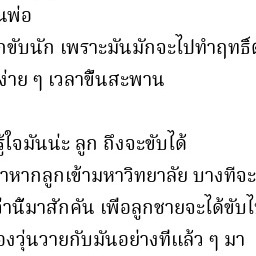 นพ่อ
กขับนัก เพราะมันมักจะไปทำฤทธิ์
ง่าย ๆ เวลาขึ้นสะพาน
รู้ใจมันน่ะ ลูก ถึงจะขับได้
าหากลูกเข้ามหาวิทยาลัย บางทีจะ
ว่านี้มาสักคัน เพื่อลูกชายจะได้ขับไ
องวุ่นวายกับมันอย่างที่แล้ว ๆ มา